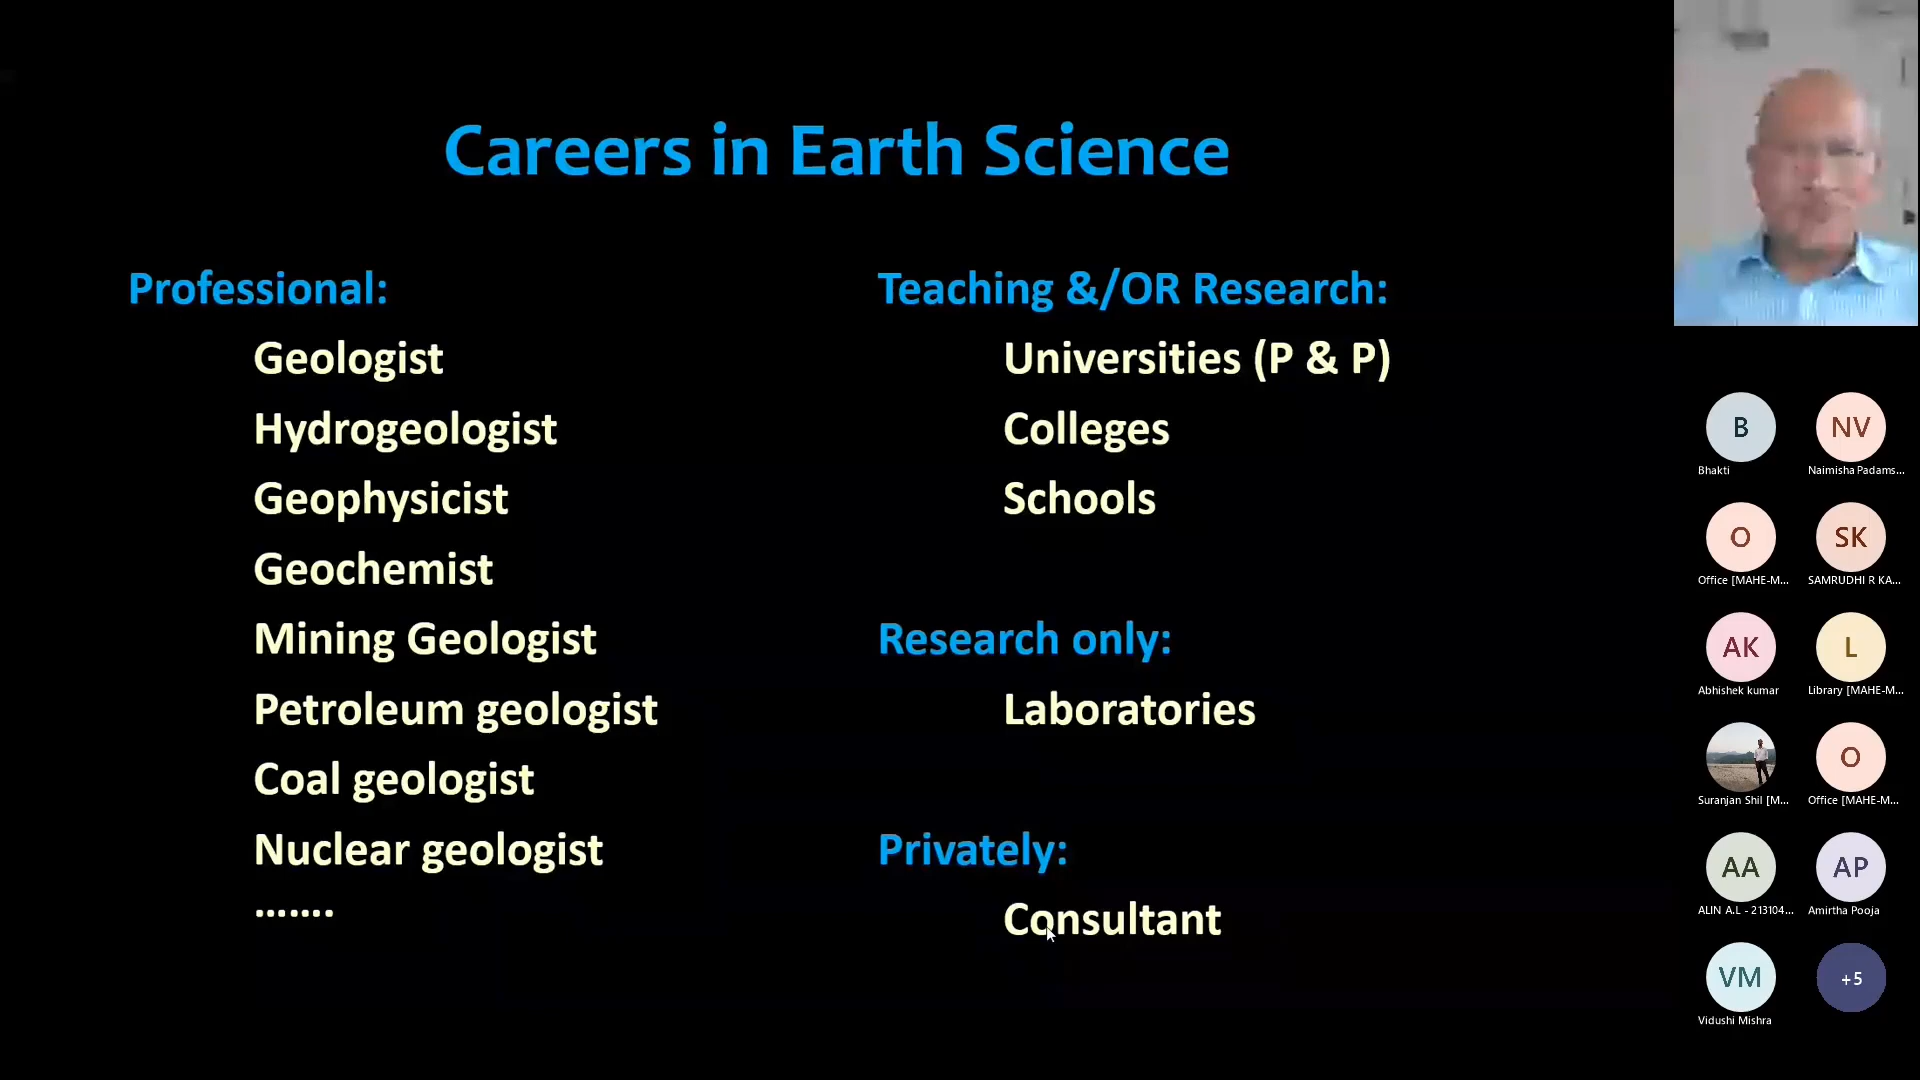 Careers in Earth Science
Professional:
Geologist
Hydrogeologist
Geophysicist
Geochemist
Mining Geologist
Petroleum geologist
Coal geologist
Nuclear geologist
.......
Teaching &/OR Research:
Universities (P & P)
Colleges
Schools
Research only:
Laboratories
Privately:
Consultant
B
Bhakti
NV
Naimisha Padams...
O
Office [MAHE-M...
SK
SAMRUDHI R KA...
AK
Abhishek kumar
L
Library [MAHE-M...
Suranjan Shil [M...
O
Office [MAHE-M...
AA
ALIN A.L - 213104...
AP
Amirtha Pooja
VM
Vidushi Mishra
+5